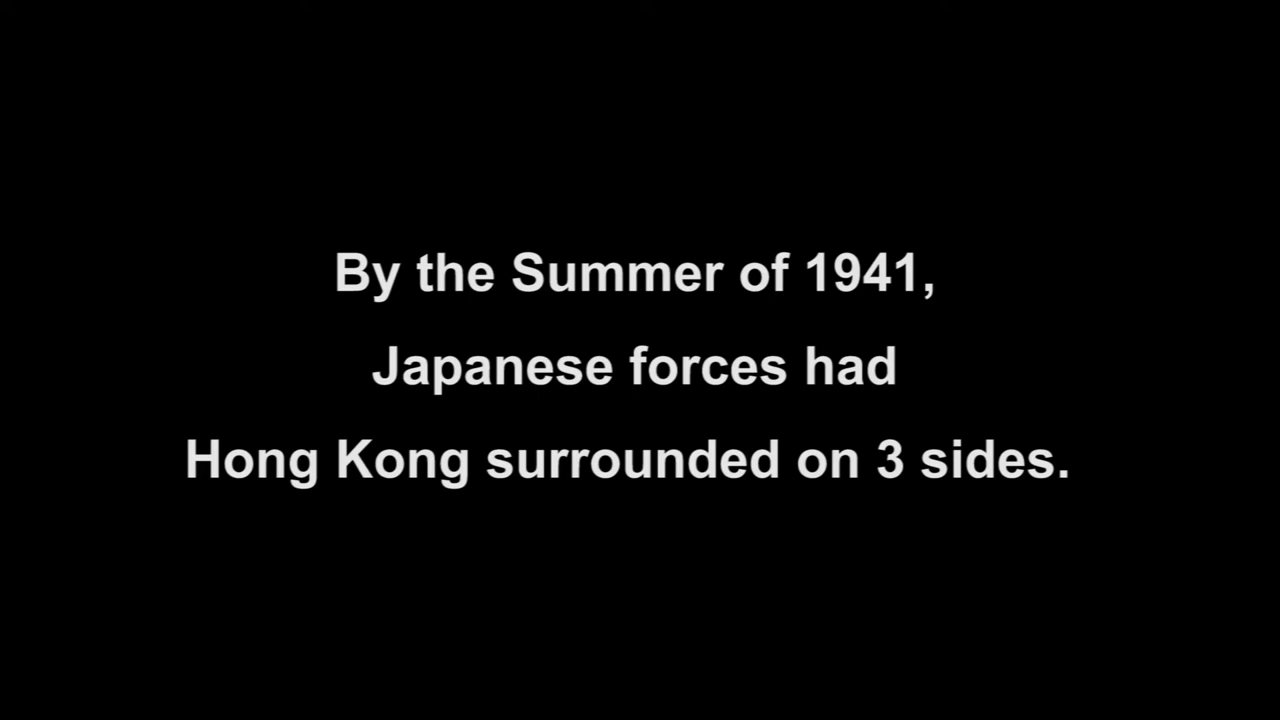 By the Summer of 1941,
Japanese forces had
Hong Kong surrounded on 3 sides.